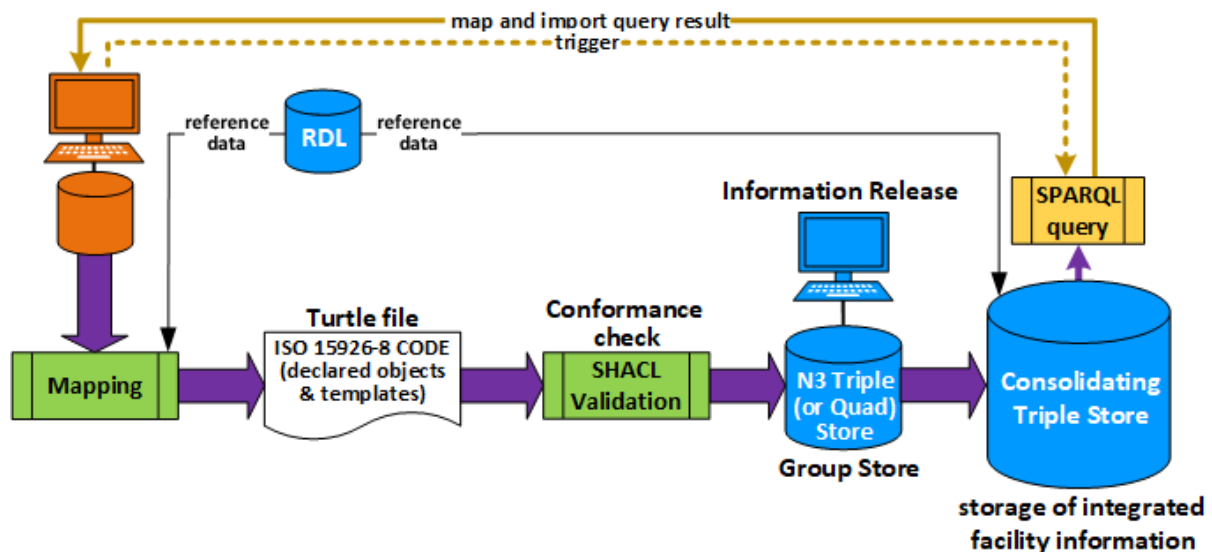 map and import query result
trigger
reference
data
RDL
reference
data
Information Release
SPARQL
query
Turtle file
Conformance
check
Mapping
ISO 15926-8 CODE
(declared objects
& templates)
SHACL
Validation
N3 Triple
(or Quad)
Store
Consolidating
Triple Store
Group Store
storage of integrated
facility information